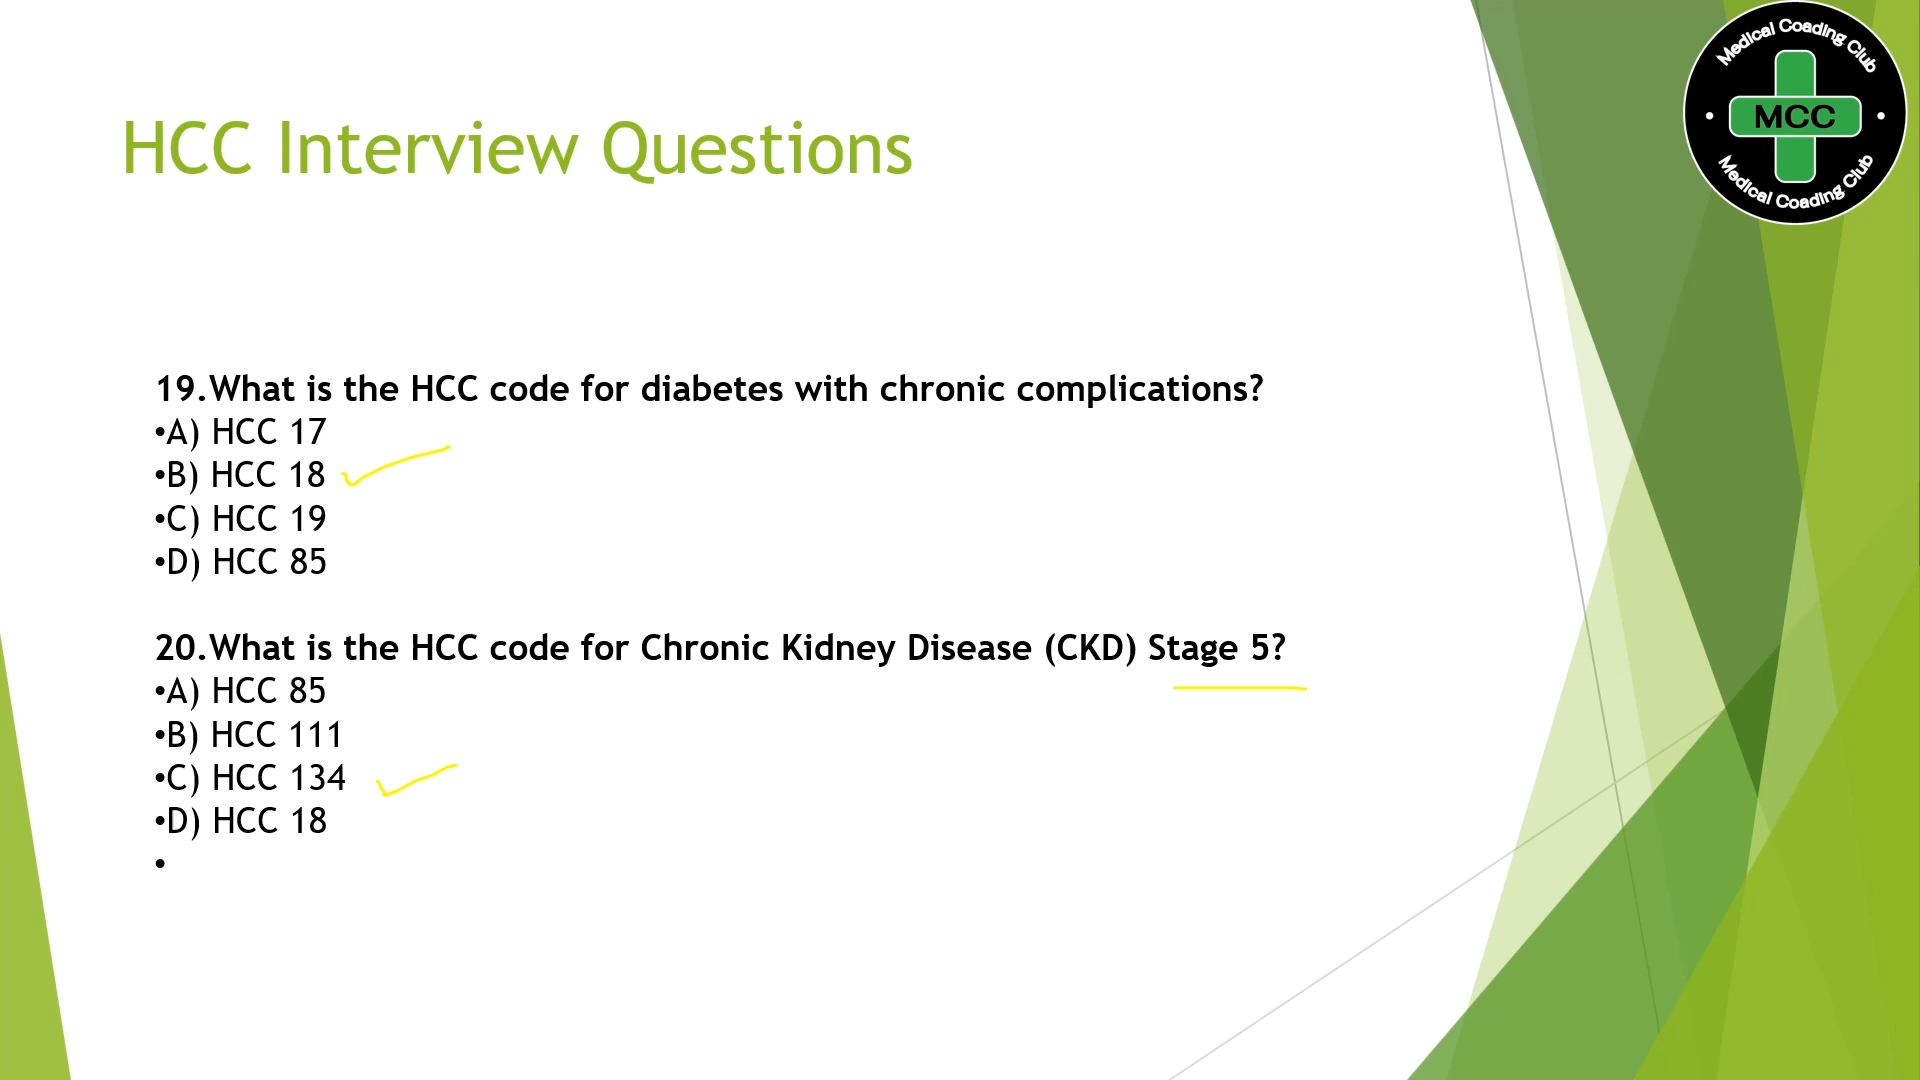 Medical Coading Club
MCC
Medical Coading Club
HCC Interview Questions
19.What is the HCC code for diabetes with chronic complications?
•A) HCC 17
•B) HCC 18
•C) HCC 19
•D) HCC 85
20.What is the HCC code for Chronic Kidney Disease (CKD) Stage 5?
•A) HCC 85
•B) HCC 111
•C) HCC 134
•D) HCC 18
•